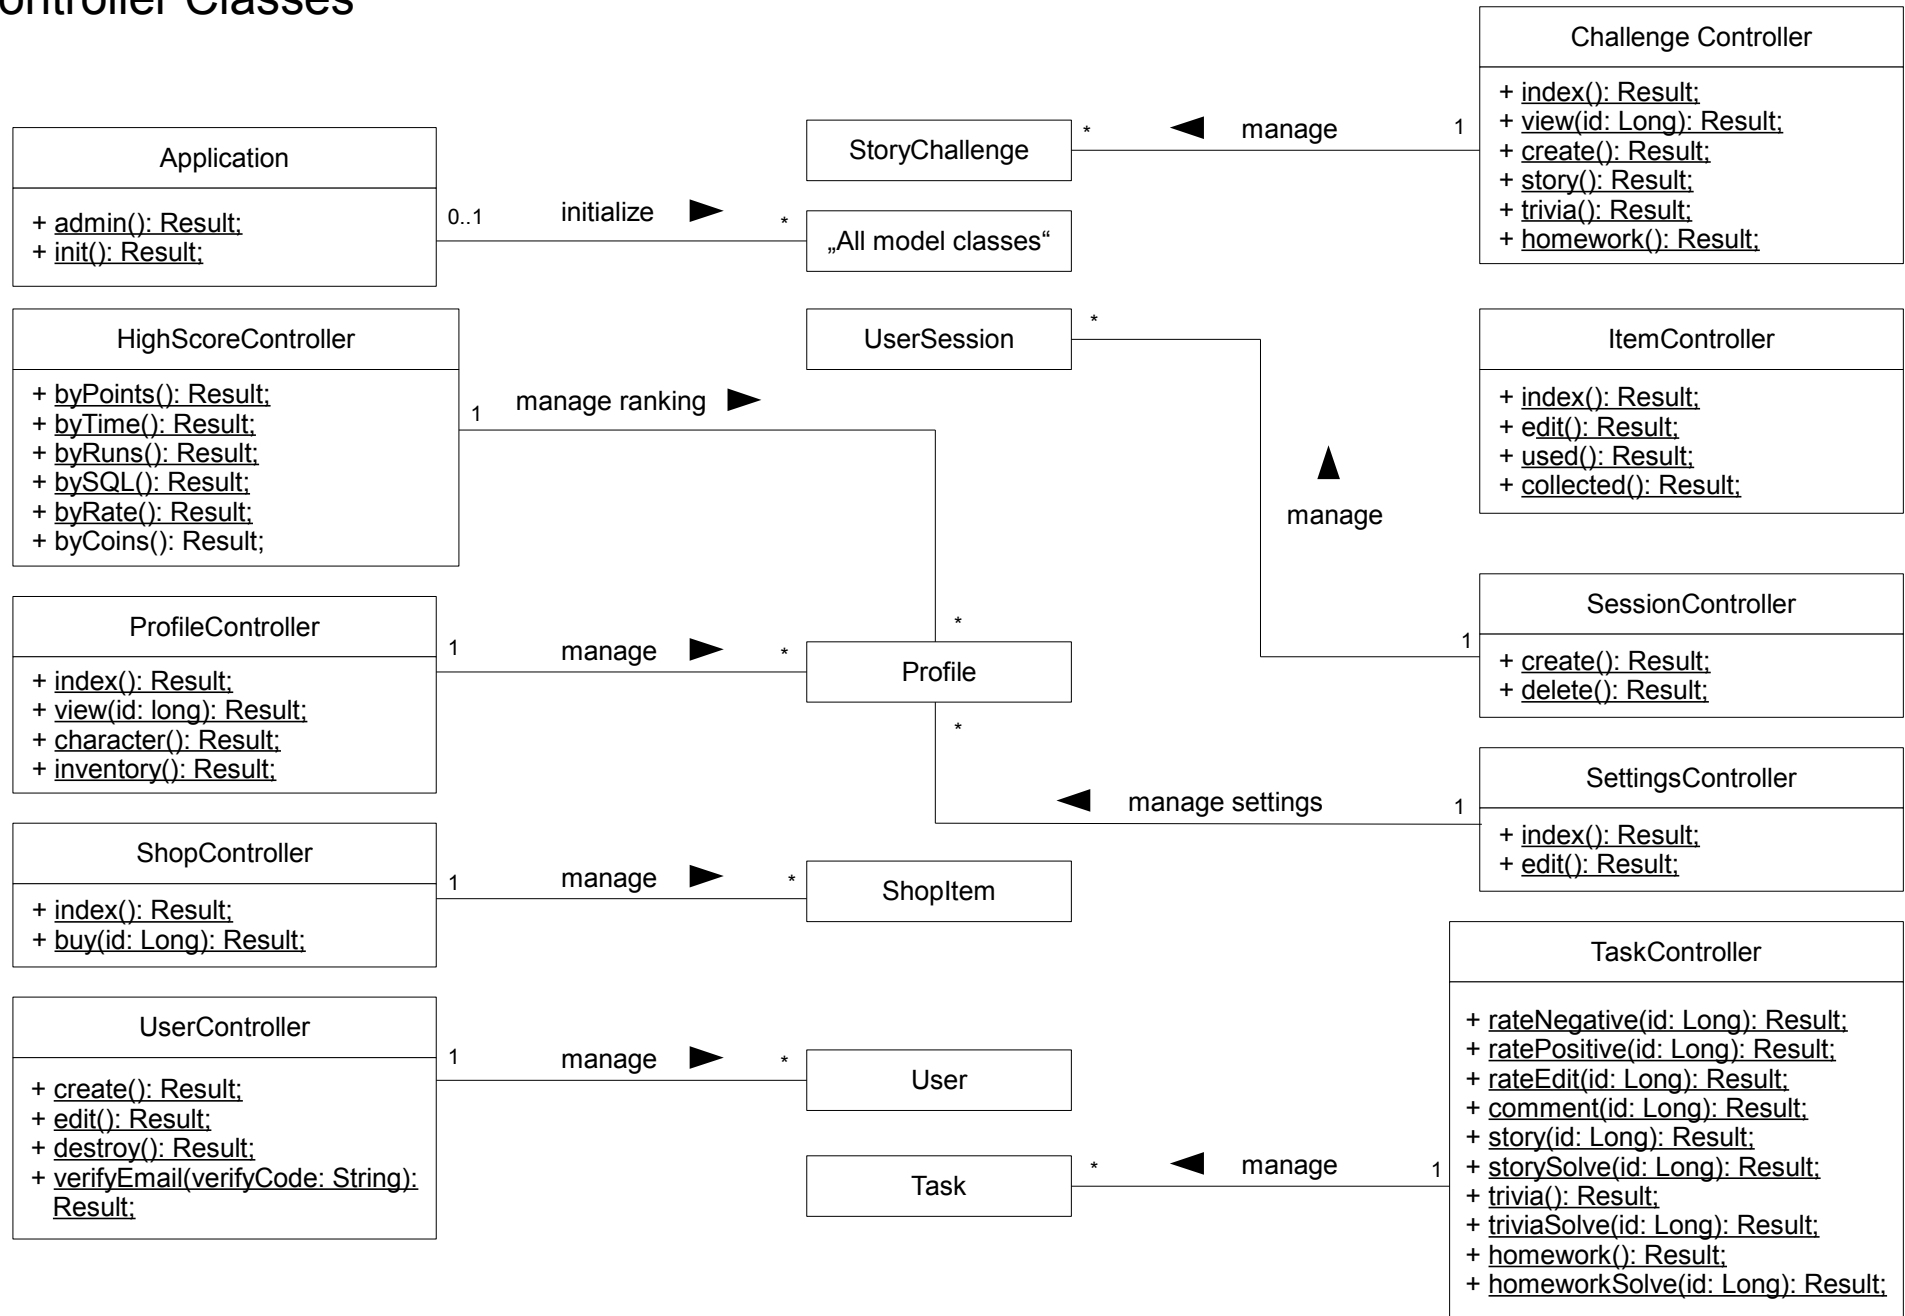 ontroller Classes
Challenge Controller
+ index(): Result;
+ view(id: Long): Result;
+ create(): Result;
+ story(): Result;
+ trivia(): Result;
+ homework(): Result;
Application
+ admin(): Result;
+ init(): Result;
0..1
initialize
*
StoryChallenge
*
manage
1
„All model classes“
HighScoreController
+ byPoints(): Result;
+ byTime(): Result;
+ byRuns(): Result;
+ bySQL(): Result;
+ byRate(): Result;
+ byCoins(): Result;
1
manage ranking
*
UserSession
*
manage
1
ItemController
+ index(): Result;
+ edit(): Result;
+ used(): Result;
+ collected(): Result;
SessionController
+ create(): Result;
+ delete(): Result;
ProfileController
+ index(): Result;
+ view(id: long): Result;
+ character(): Result;
+ inventory(): Result;
1
manage
*
Profile
*
manage settings
1
SettingsController
+ index(): Result;
+ edit(): Result;
ShopController
+ index(): Result;
+ buy(id: Long): Result;
1
manage
*
ShopItem
UserController
+ create(): Result;
+ edit(): Result;
+ destroy(): Result;
+ verifyEmail(verifyCode: String):
Result;
1
manage
*
User
Task
*
manage
1
TaskController
+ rateNegative(id: Long): Result;
+ ratePositive(id: Long): Result;
+ rateEdit(id: Long): Result;
+ comment(id: Long): Result;
+ story(id: Long): Result;
+ storySolve(id: Long): Result;
+ trivia(): Result;
+ triviaSolve(id: Long): Result;
+ homework(): Result;
+ homeworkSolve(id: Long): Result;